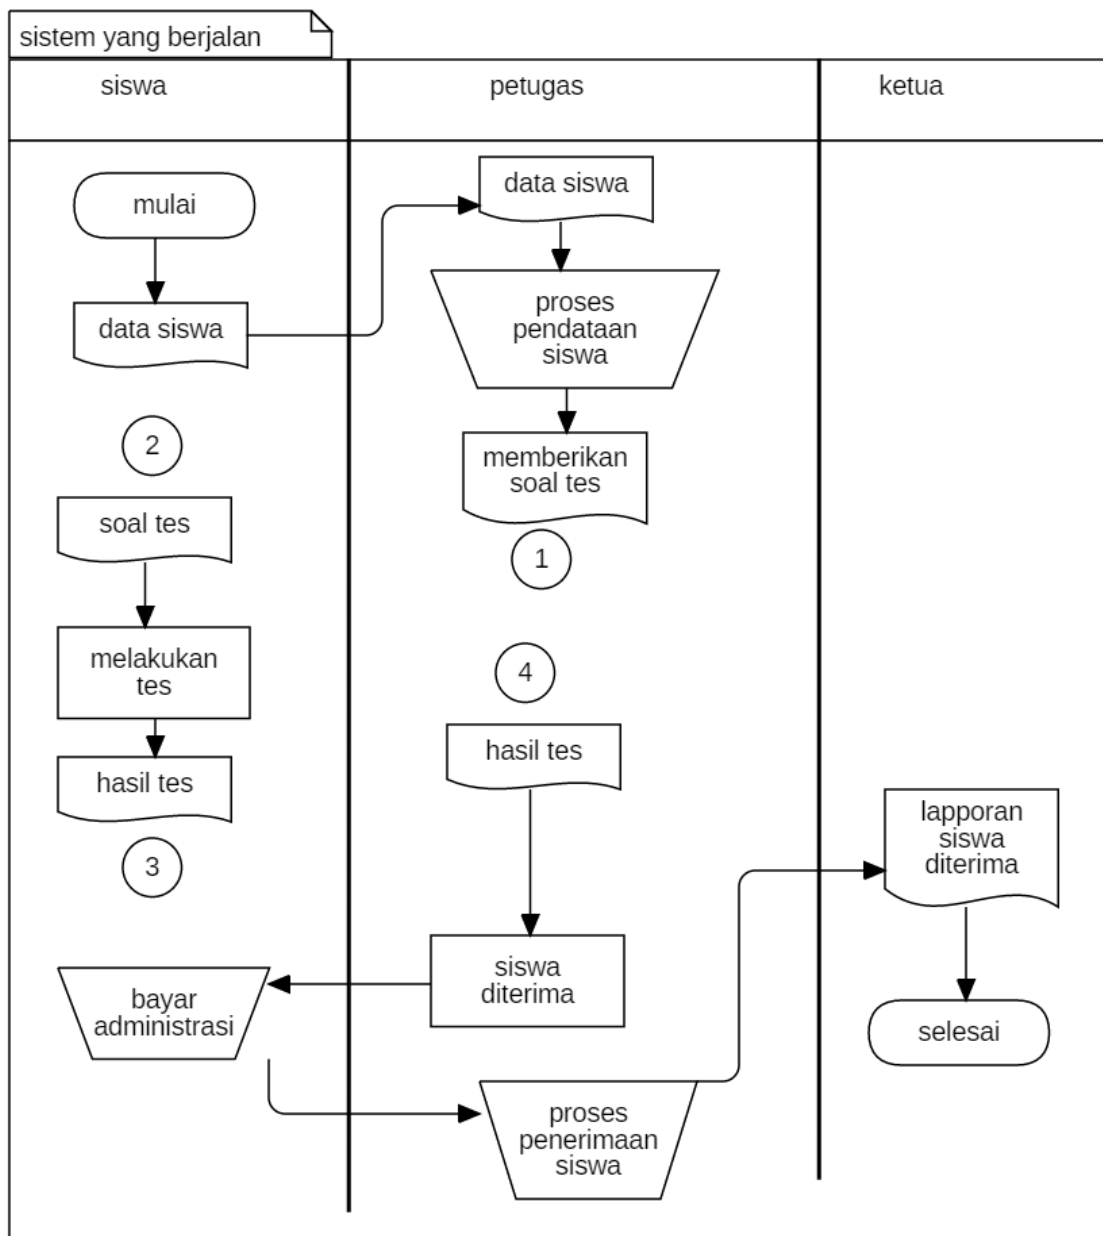 sistem yang berjalan
siswa
petugas
ketua
mulai
data siswa
data siswa
proses
pendataan
siswa
memberikan
soal tes
1
2
soal tes
melakukan
tes
hasil tes
3
4
hasil tes
siswa
diterima
bayar
administrasi
proses
penerimaan
siswa
lapporan
siswa
diterima
selesai